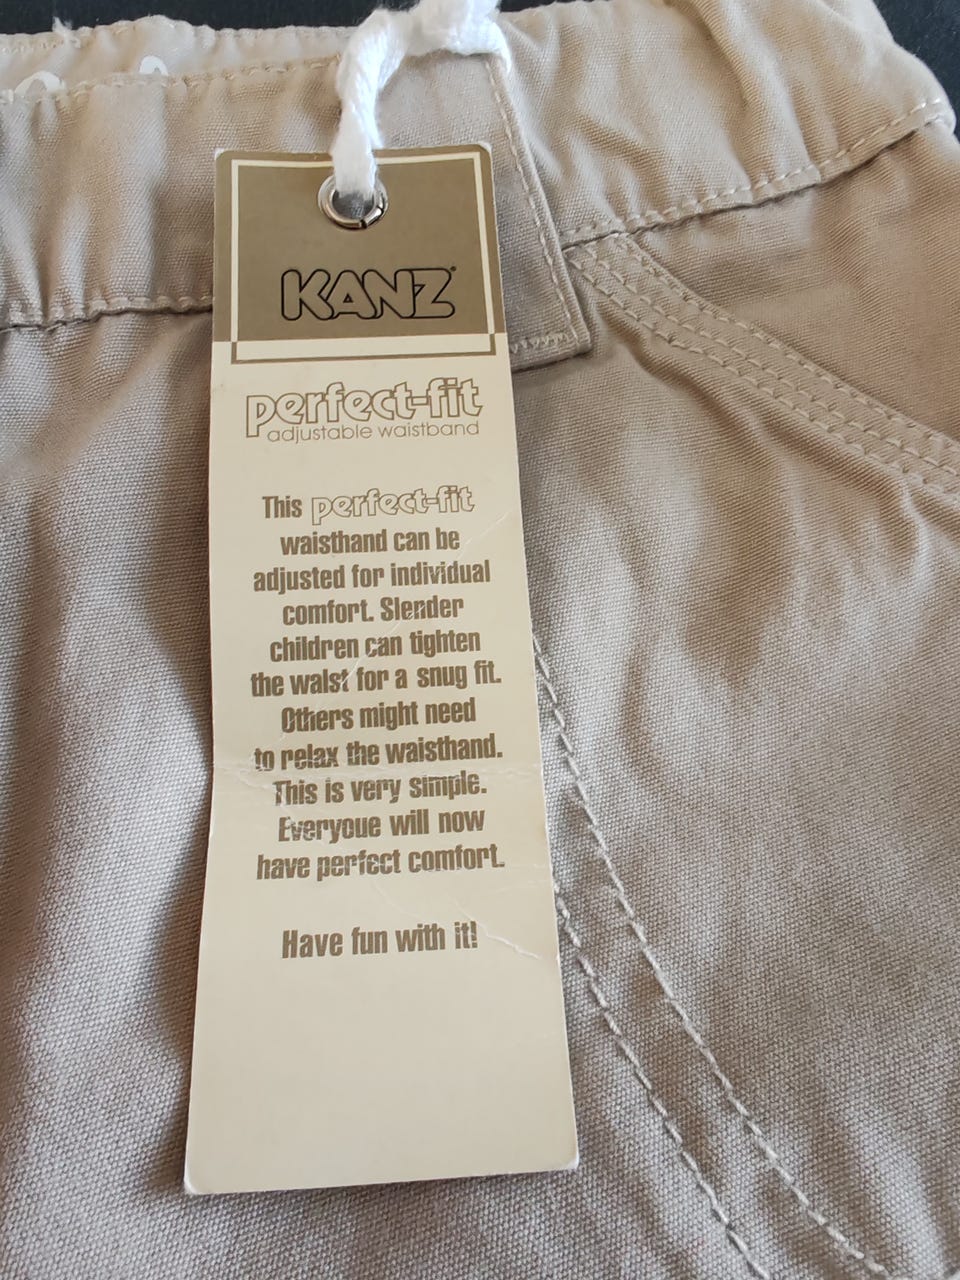 KANZ
perfect-fit
adjustable waistband
This perfect-fit
waisthand can be
adjusted for individual
comfort. Slender
children can tighten
the walst for a snug fit.
Others might need
to relax the waisthand.
This is very simple.
Everyoue will now
have perfect comfort.
Have fun with it!